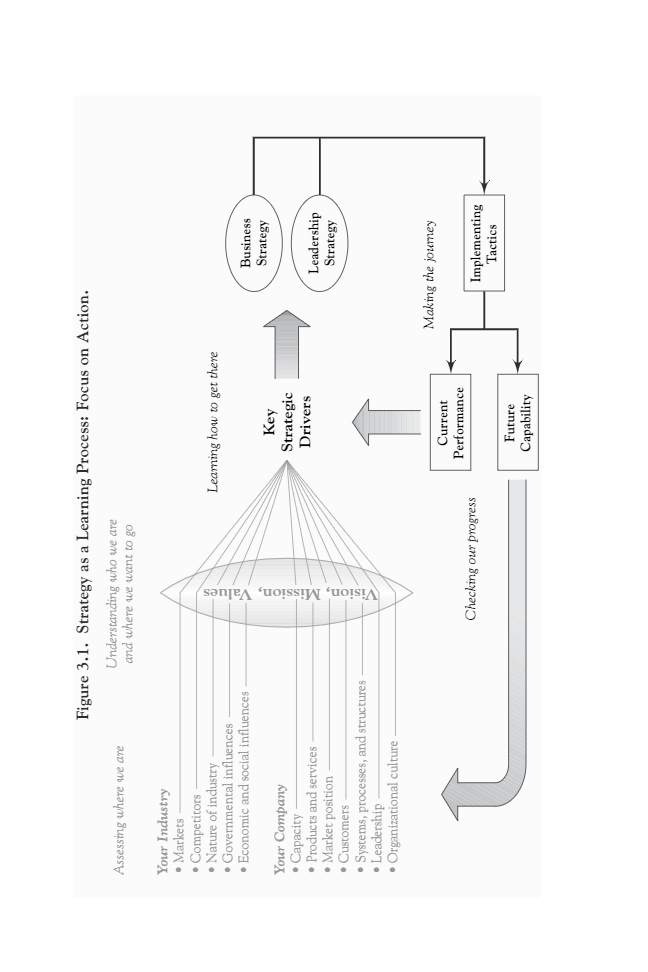 Figure 3.1. Strategy as a Learning Process: Focus on Action.
Assessing where we are
Understanding who we are
and where we want to go
Learning how to get there
Your Industry
• Markets
• Competitors
• Nature of industry
• Governmental influences
• Economic and social influences
Your Company
• Capacity
• Products and services
• Market position
• Customers
• Systems, processes, and structures
• Leadership
• Organizational culture
Vision, Mission, Values
Key
Strategic
Drivers
Business
Strategy
Leadership
Strategy
Making the journey
Implementing
Tactics
Current
Performance
Future
Capability
Checking our progress